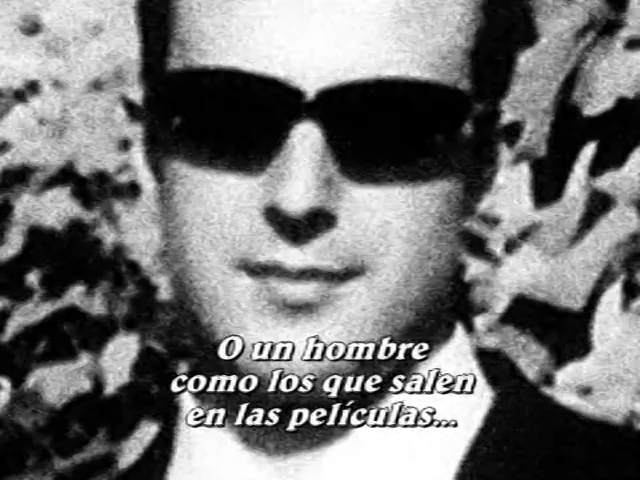 O un hombre
como los que salen
en las películas...